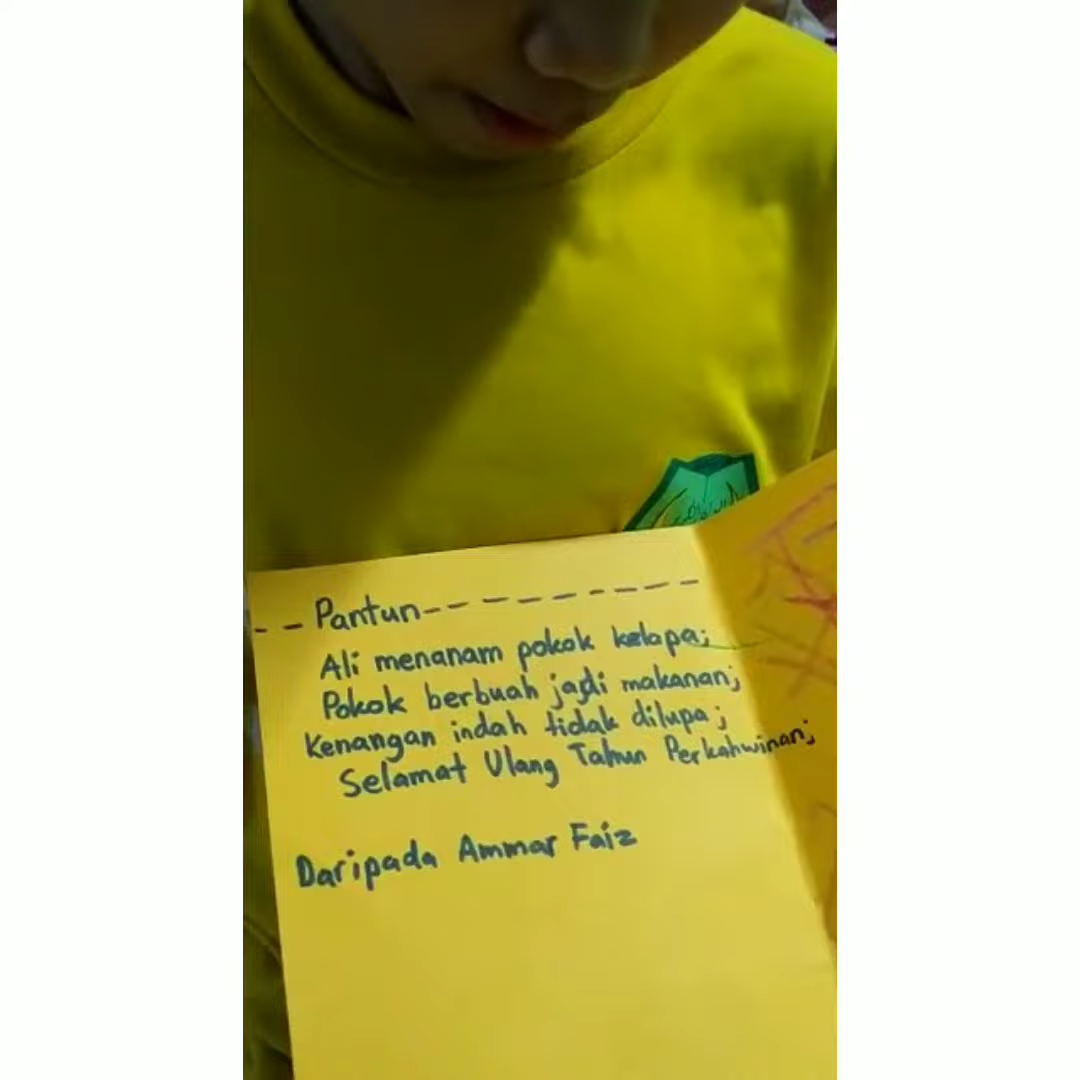 -- Pantun----------
Ali menanam pokok kelapa;
Pokok berbuah jadi makanan;
Kenangan indah tidak dilupa;
Selamat Ulang Tahun Perkahwinan;
Daripada Ammar Faiz